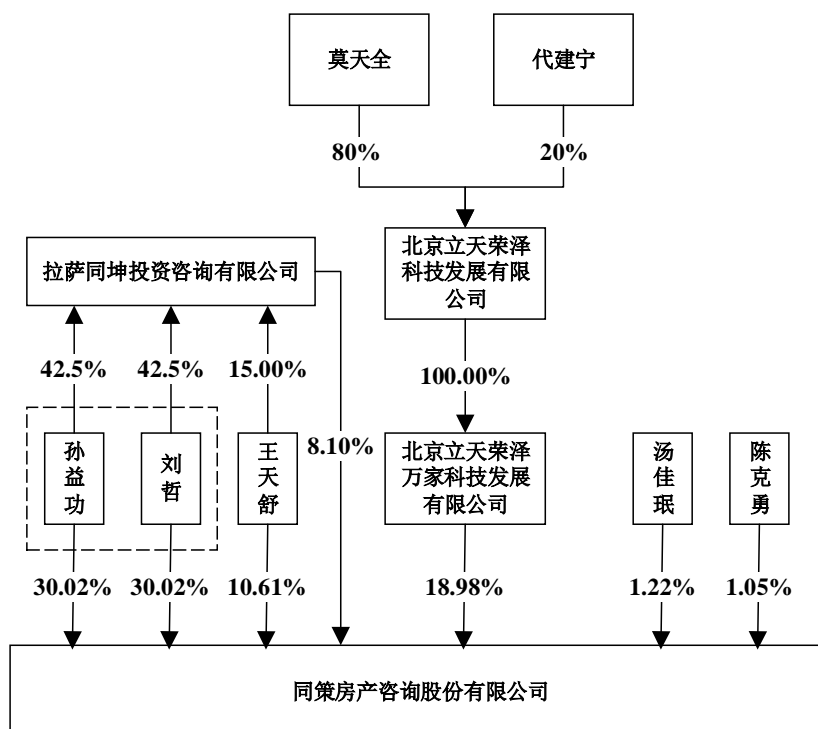 莫天全
代建宁
80%
20%
拉萨同坤投资咨询有限公司
北京立天荣泽
科技发展有限
公司
42.5%
42.5%
15.00%
100.00%
8.10%
孙益功
刘哲
王天舒
北京立天荣泽
万家科技发展
有限公司
汤佳珉
陈克勇
30.02%
30.02%
10.61%
18.98%
1.22%
1.05%
同策房产咨询股份有限公司